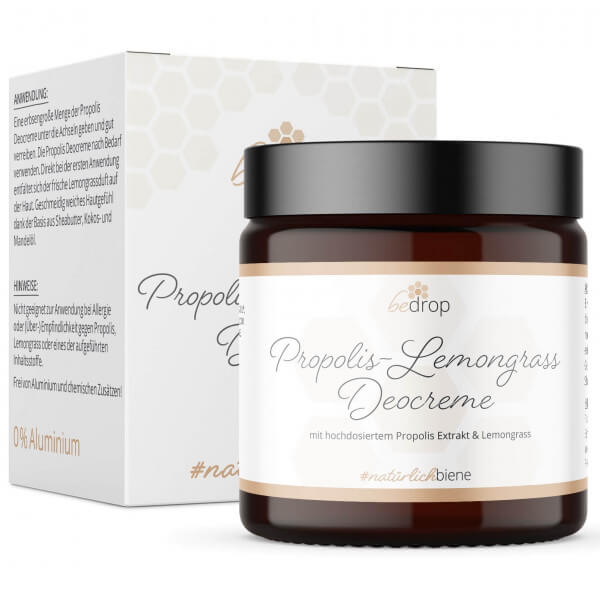 ANWENDUNG:
Eine erbsengroße Menge der Propolis
Deocreme unter die Achseln geben und gut
verreiben. Die Propolis Deocreme nach Bedarf
verwenden. Direkt bei der ersten Anwendung
entfaltet sich der frische Lemongrassduft auf
der Haut. Geschmeidig weiches Hautgefühl
dank der Basis aus Sheabutter, Kokos- und
Mandelöl.
HINWEISE:
Nicht geeignet zur Anwendung bei Allergie
oder (Über-) Empfindlichkeit gegen Propolis,
Lemongrass oder eines der aufgeführten
Inhaltsstoffe.
Frei von Aluminium und chemischen Zusätzen!
0% Aluminium
be
Propoli
D
#natürlich
bedrop
Propolis-Lemongrass
Deocreme
mit hochdosiertem Propolis Extrakt & Lemongrass
#natürlichbiene